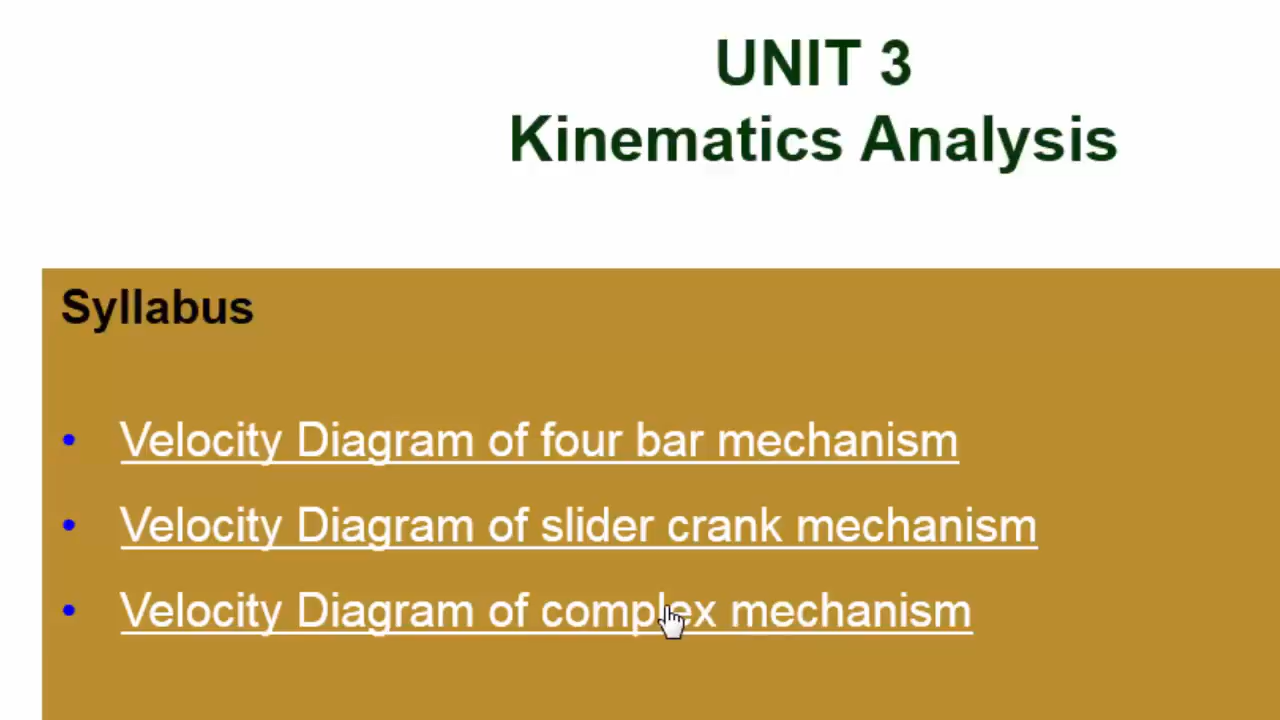 UNIT 3
Kinematics Analysis
Syllabus
• Velocity Diagram of four bar mechanism
• Velocity Diagram of slider crank mechanism
• Velocity Diagram of complex mechanism